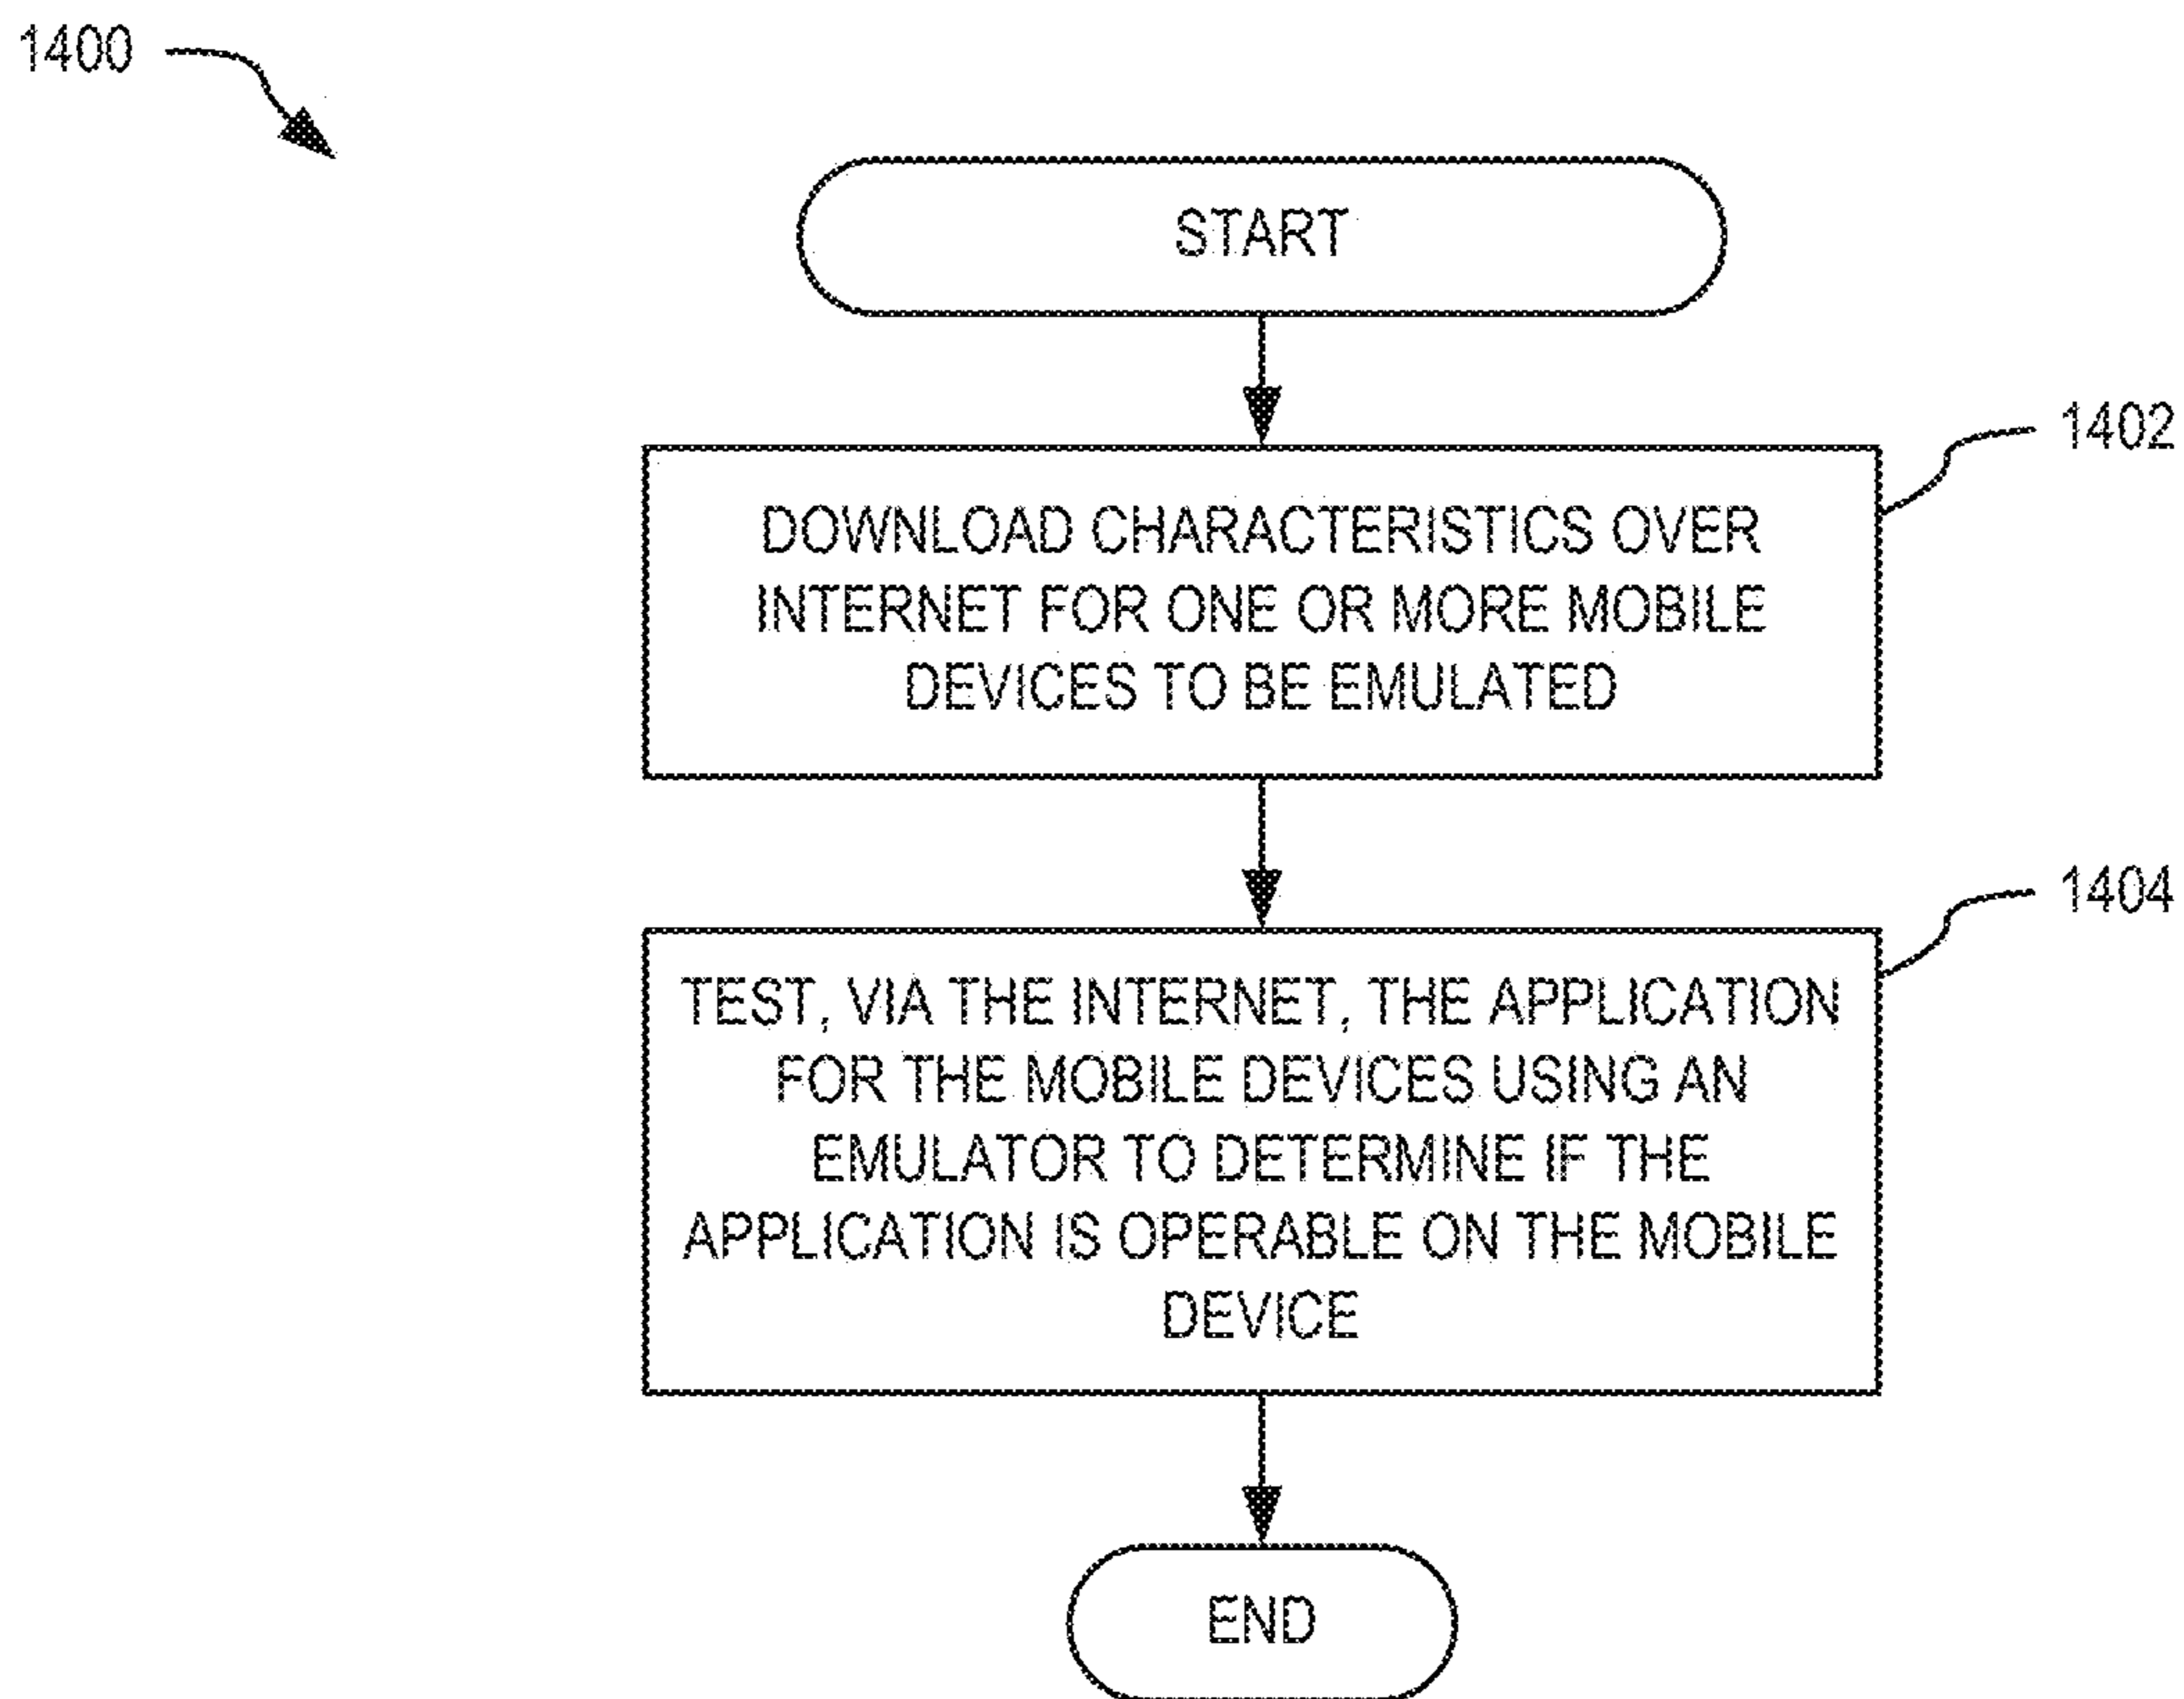 1400
START
1402
DOWNLOAD CHARACTERISTICS OVER
INTERNET FOR ONE OR MORE MOBILE
DEVICES TO BE EMULATED
1404
TEST, VIA THE INTERNET, THE APPLICATION
FOR THE MOBILE DEVICES USING AN
EMULATOR TO DETERMINE IF THE
APPLICATION IS OPERABLE ON THE MOBILE
DEVICE
END